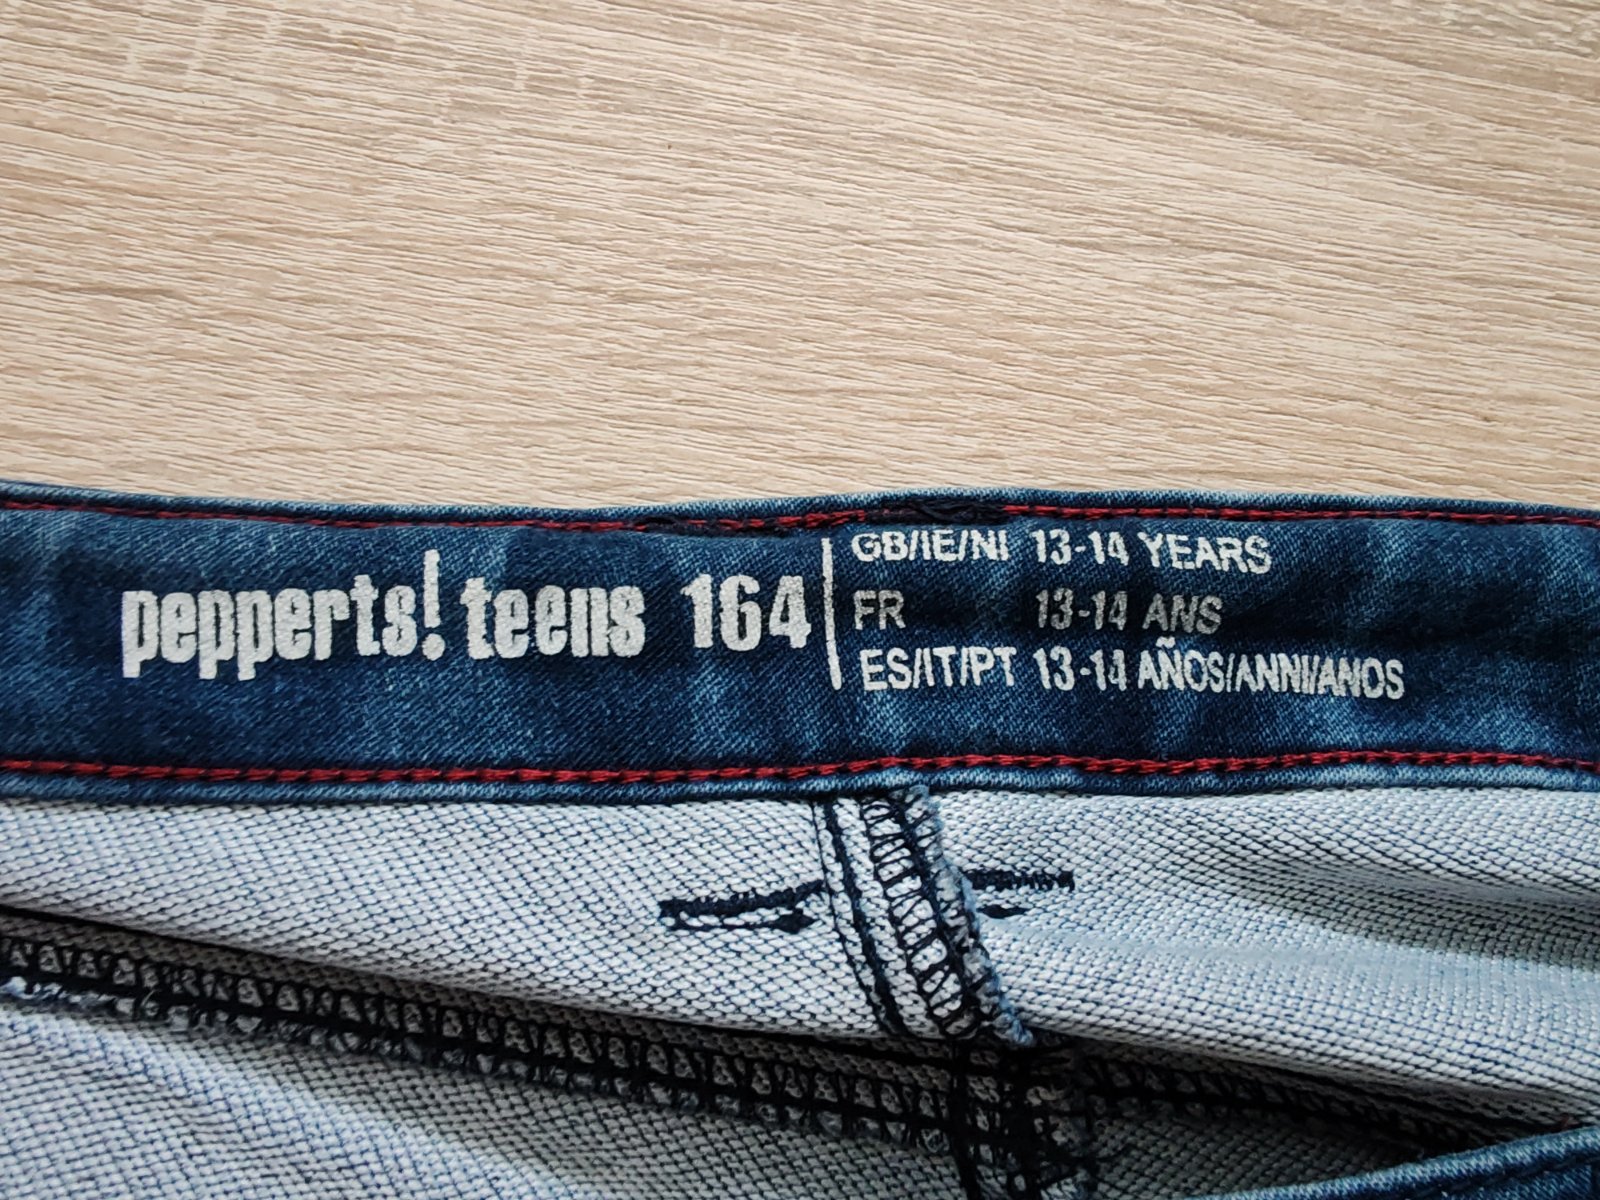 pepperts! teens 164
GB/IE/NI 13-14 YEARS
FR 13-14 ANS
ES/IT/PT 13-14 AÑOS/ANNI/ANOS